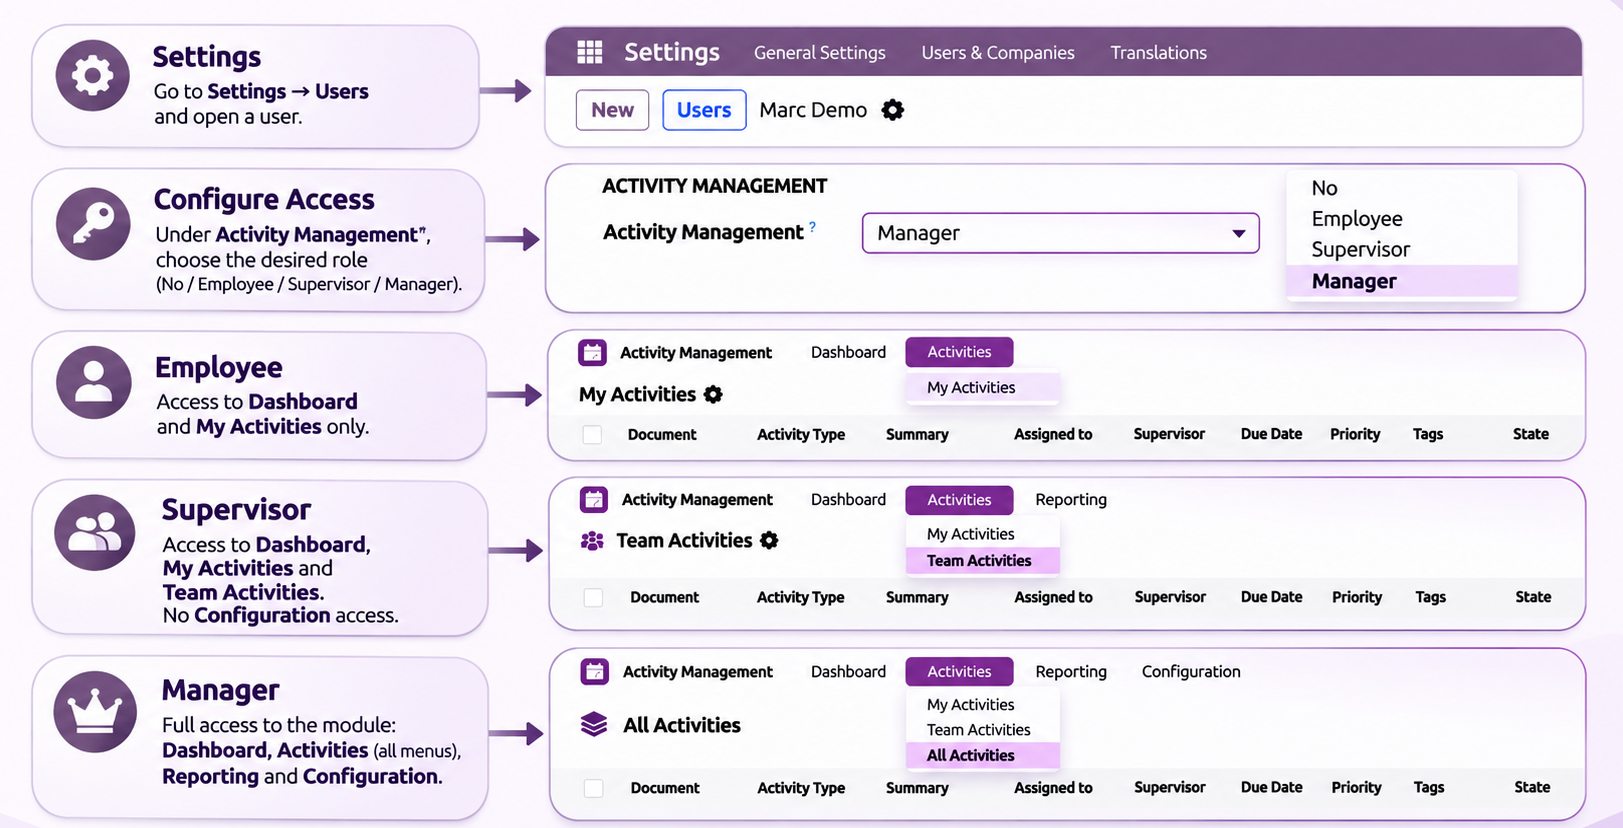 Settings
Go to Settings → Users
and open a user.
Settings General Settings Users & Companies Translations
New Users Marc Demo
Configure Access
Under Activity Management",
choose the desired role
(No / Employee / Supervisor / Manager).
ACTIVITY MANAGEMENT
Activity Management ? Manager
No
Employee
Supervisor
Manager
Employee
Access to Dashboard
and My Activities only.
Activity Management Dashboard Activities
My Activities
My Activities
Document Activity Type Summary Assigned to Supervisor Due Date Priority Tags State
Supervisor
Access to Dashboard,
My Activities and
Team Activities.
No Configuration access.
Activity Management Dashboard Activities Reporting
My Activities
Team Activities
Team Activities
Document Activity Type Summary Assigned to Supervisor Due Date Priority Tags State
Manager
Full access to the module:
Dashboard, Activities (all menus),
Reporting and Configuration.
Activity Management Dashboard Activities Reporting Configuration
My Activities
All Activities
Team Activities
All Activities
Document Activity Type Summary Assigned to Supervisor Due Date Priority Tags State